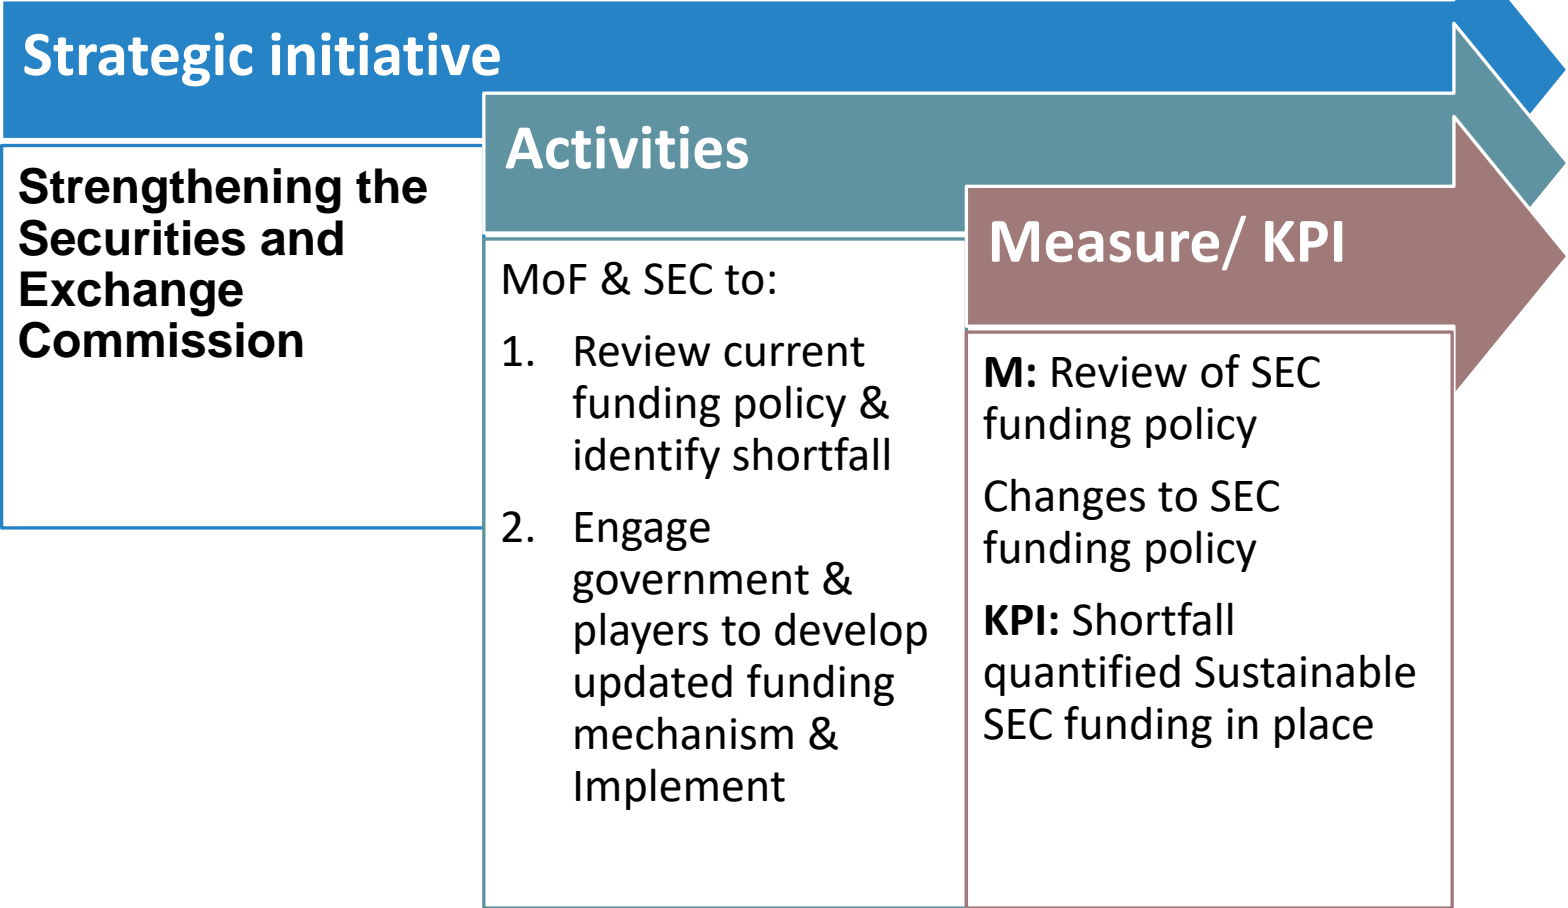 Strategic initiative
Strengthening the
Securities and
Exchange
Commission
Activities
MoF & SEC to:
1. Review current
funding policy &
identify shortfall
2. Engage
government &
players to develop
updated funding
mechanism &
Implement
Measure/ KPI
M: Review of SEC
funding policy
Changes to SEC
funding policy
KPI: Shortfall
quantified Sustainable
SEC funding in place